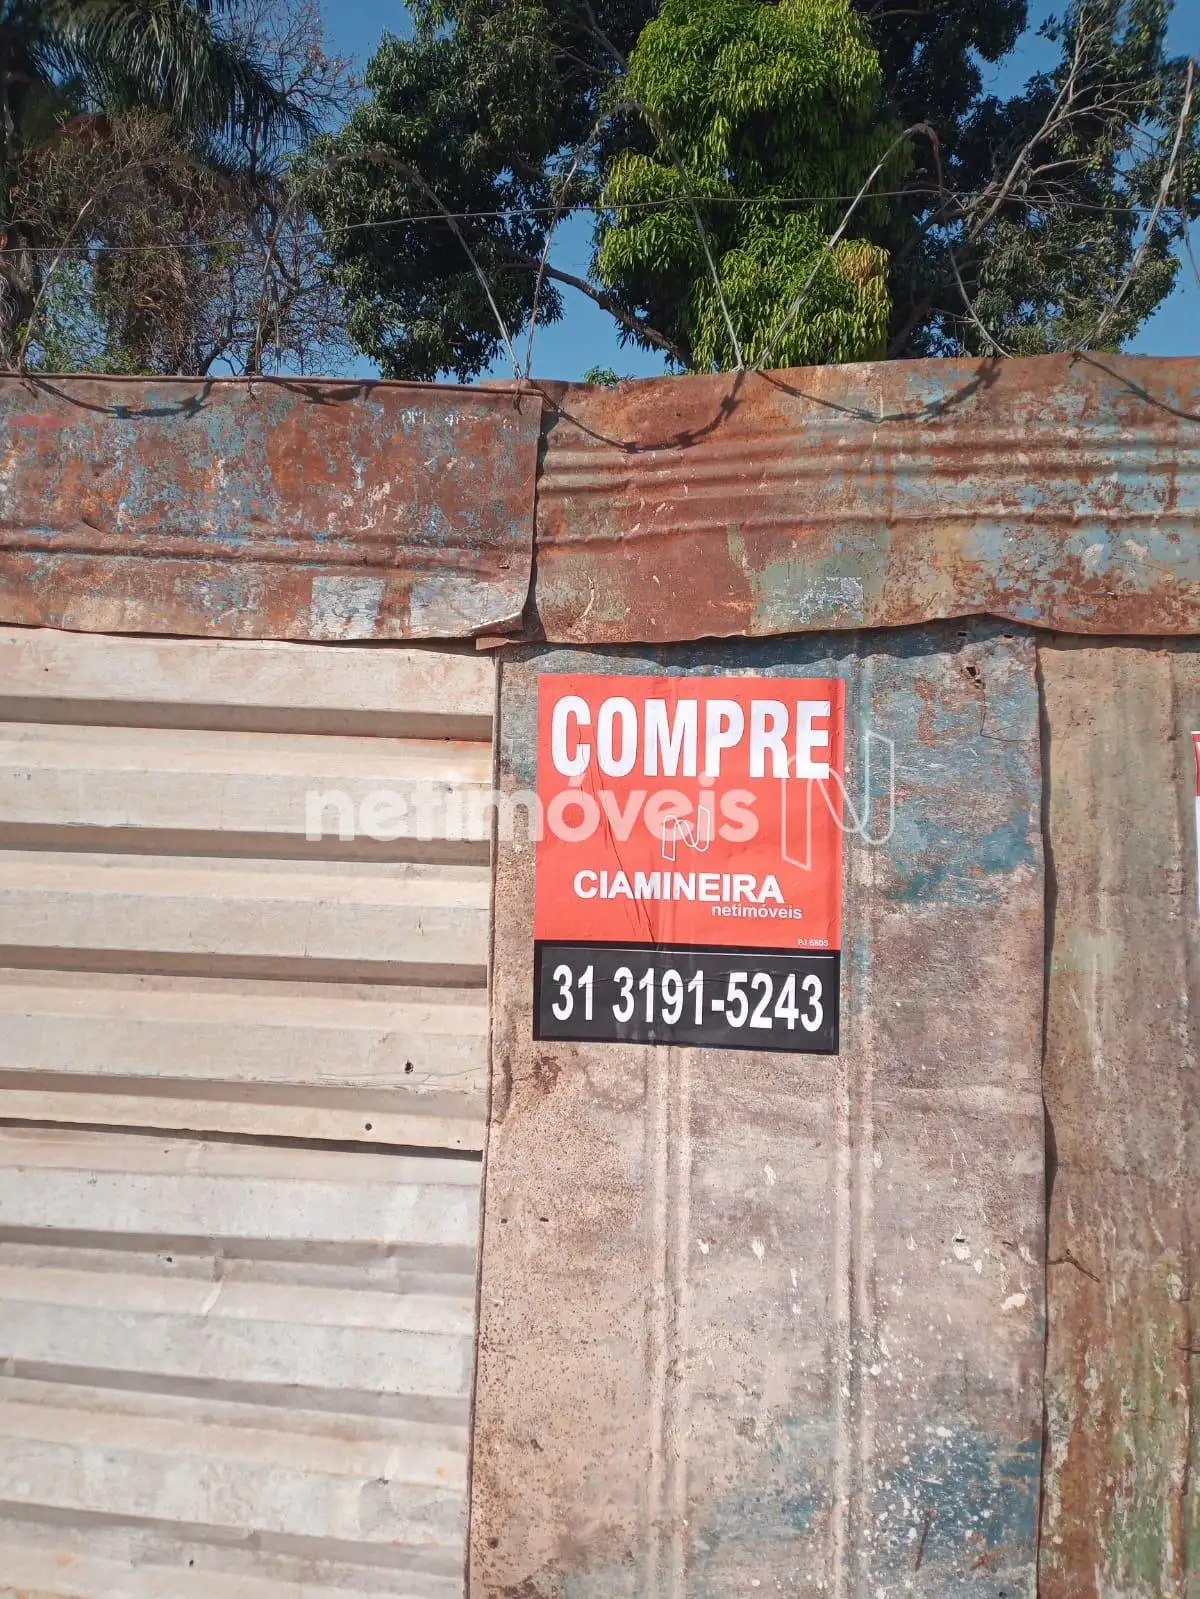 COMPRE
netimóveis
CIAMINEIRA
netimóveis
PJ 6805
31 3191-5243